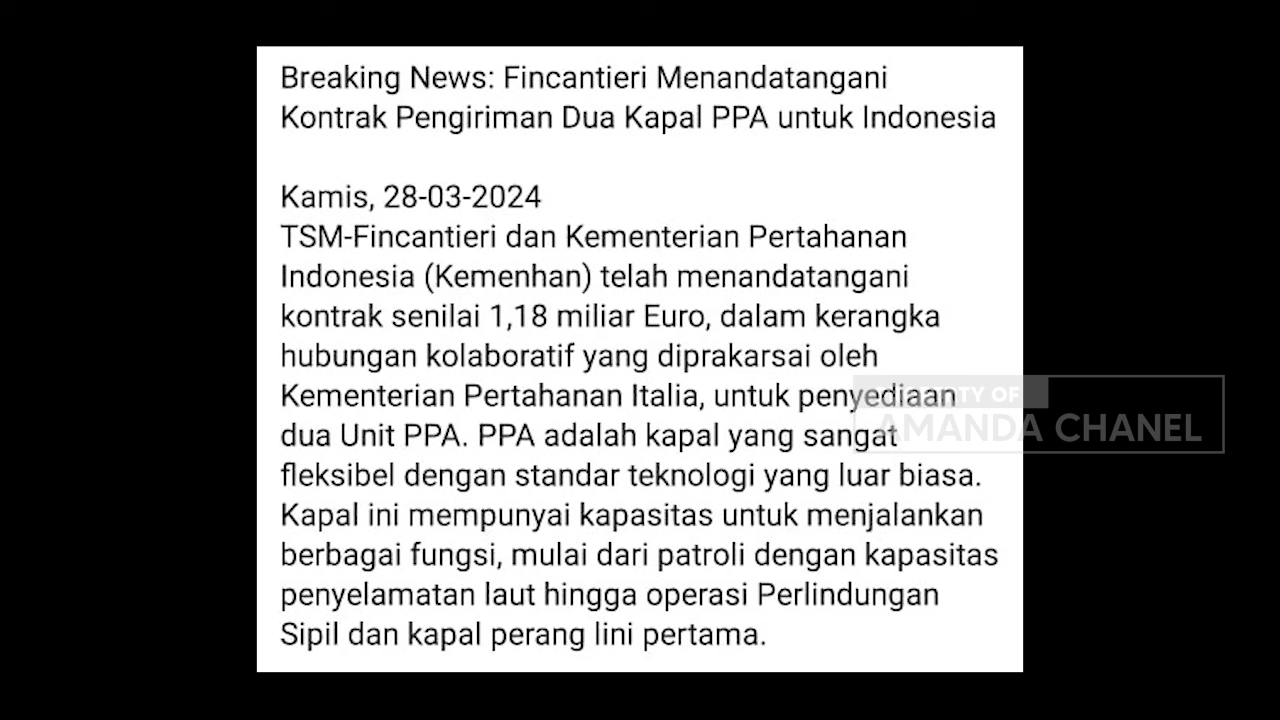 Breaking News: Fincantieri Menandatangani
Kontrak Pengiriman Dua Kapal PPA untuk Indonesia
Kamis, 28-03-2024
TSM-Fincantieri dan Kementerian Pertahanan
Indonesia (Kemenhan) telah menandatangani
kontrak senilai 1,18 miliar Euro, dalam kerangka
hubungan kolaboratif yang diprakarsai oleh
Kementerian Pertahanan Italia, untuk penyediaan
dua Unit PPA. PPA adalah kapal yang sangat
fleksibel dengan standar teknologi yang luar biasa.
Kapal ini mempunyai kapasitas untuk menjalankan
berbagai fungsi, mulai dari patroli dengan kapasitas
penyelamatan laut hingga operasi Perlindungan
Sipil dan kapal perang lini pertama.
OF
AMANDA CHANEL